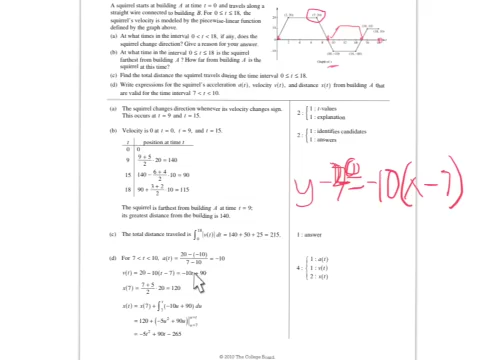 A squirrel starts at building A at time t = 0 and travels along a
straight wire connected to building B. For 0 ≤ t ≤ 18, the
squirrel's velocity is modeled by the piecewise-linear function
defined by the graph above.
(a) At what times in the interval 0 < t < 18, if any, does the
squirrel change direction? Give a reason for your answer.
(b) At what time in the interval 0 ≤ t ≤ 18 is the squirrel
farthest from building A? How far from building A is the
squirrel at this time?
(c) Find the total distance the squirrel travels during the time interval 0 ≤ t ≤ 18.
(d) Write expressions for the squirrel's acceleration a(t), velocity v(t), and distance x(t) from building A that
are valid for the time interval 7 < t < 10.
(a) The squirrel changes direction whenever its velocity changes sign.
This occurs at t = 9 and t = 15.
2 : { 1 : t-values
1 : explanation
(b) Velocity is 0 at t = 0, t = 9, and t = 15.
2 : { 1 : identifies candidates
1 : answers
t position at time t
0 0
9 (9 + 5)/2 · 20 = 140
15 140 − (6 + 4)/2 · 10 = 90
18 90 + (3 + 2)/2 · 10 = 115
y − = −10(x − 7)
The squirrel is farthest from building A at time t = 9;
its greatest distance from the building is 140.
(c) The total distance traveled is ∫₀¹⁸ |v(t)| dt = 140 + 50 + 25 = 215.
1 : answer
(d) For 7 < t < 10, a(t) = (20 − (−10))/(7 − 10) = −10
v(t) = 20 − 10(t − 7) = −10t + 90
x(7) = (7 + 5)/2 · 20 = 120
x(t) = x(7) + ∫₇ᵗ (−10u + 90) du
= 120 + (−5u² + 90u)|ᵤ₌₇ᵘ⁼ᵗ
= −5t² + 90t − 265
4 : { 1 : a(t)
1 : v(t)
2 : x(t)
© 2012 The College Board.